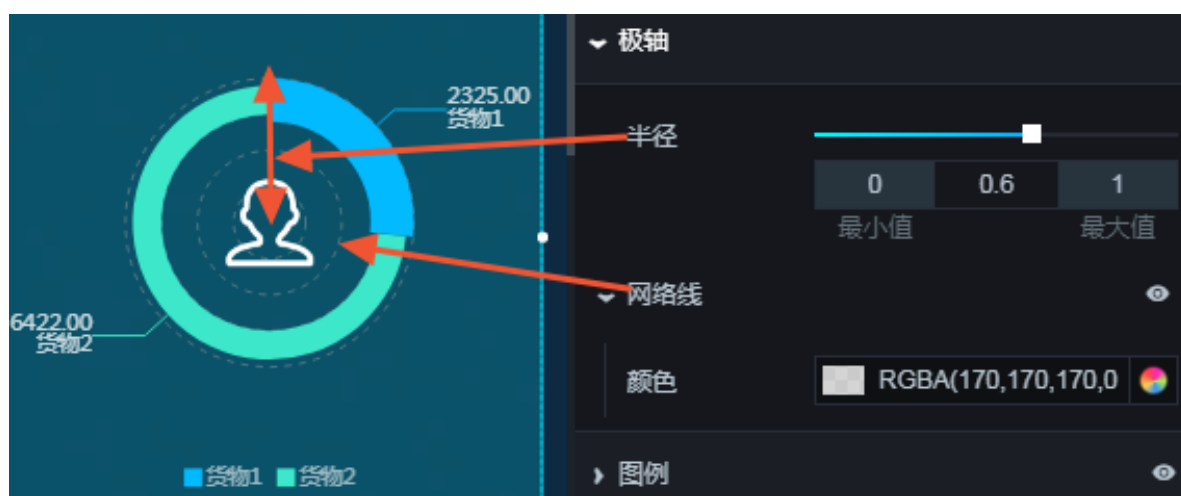 2325.00
货物1
6422.00
货物2
货物1 货物2
极轴
半径
0 0.6 1
最小值 最大值
网络线
颜色 RGBA(170,170,170,0
图例